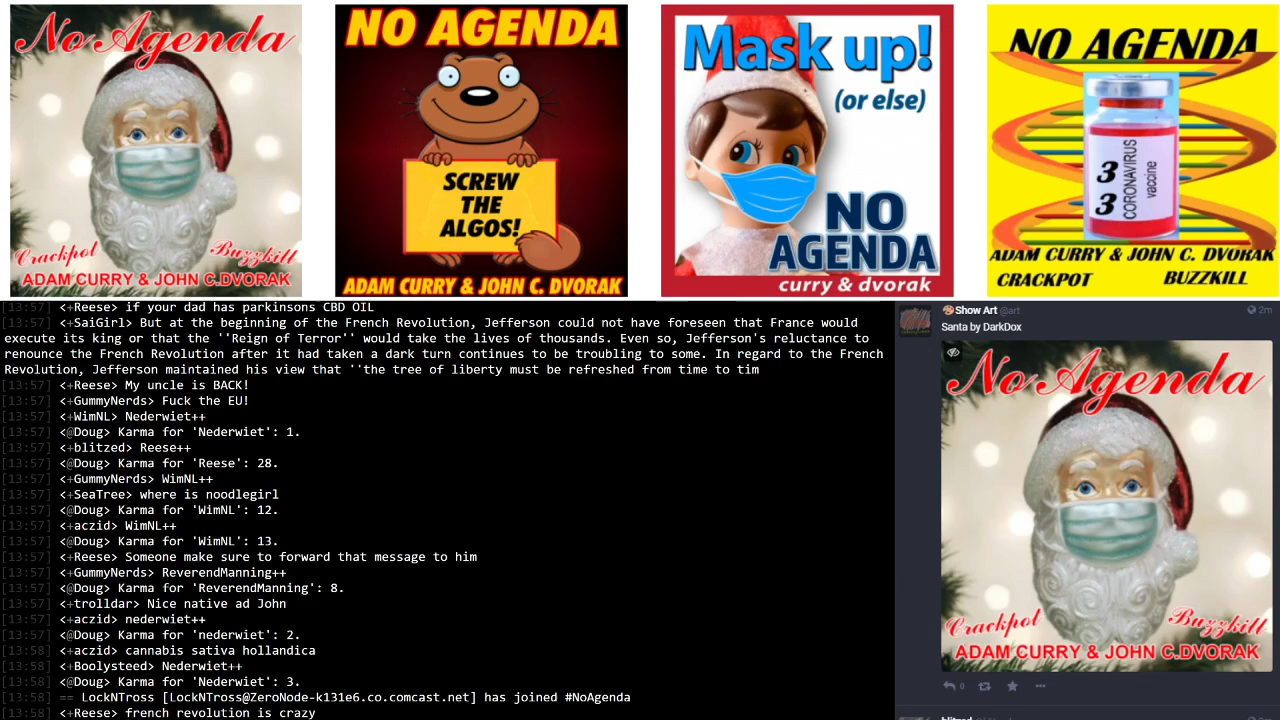 No Agenda
Crackpot
Buzzkill
ADAM CURRY & JOHN C.DVORAK
NO AGENDA
SCREW
THE
ALGOS!
ADAM CURRY & JOHN C. DVORAK
Mask up!
(or else)
NO
AGENDA
curry & dvorak
NO AGENDA
33
CORONAVIRUS
vaccine
ADAM CURRY & JOHN C. DVORAK
CRACKPOT
BUZZKILL
[13:57] <+Reese> if your dad has parkinsons CBD OIL
[13:57] <+SaiGirl> But at the beginning of the French Revolution, Jefferson could not have foreseen that France would
execute its king or that the ''Reign of Terror'' would take the lives of thousands. Even so, Jefferson's reluctance to
renounce the French Revolution after it had taken a dark turn continues to be troubling to some. In regard to the French
Revolution, Jefferson maintained his view that ''the tree of liberty must be refreshed from time to tim
[13:57] <+Reese> My uncle is BACK!
[13:57] <+GummyNerds> Fuck the EU!
[13:57] <+WimNL> Nederwiet++
[13:57] <@Doug> Karma for 'Nederwiet': 1.
[13:57] <+blitzed> Reese++
[13:57] <@Doug> Karma for 'Reese': 28.
[13:57] <+GummyNerds> WimNL++
[13:57] <+SeaTree> where is noodlegirl
[13:57] <@Doug> Karma for 'WimNL': 12.
[13:57] <+aczid> WimNL++
[13:57] <@Doug> Karma for 'WimNL': 13.
[13:57] <+Reese> Someone make sure to forward that message to him
[13:57] <+GummyNerds> ReverendManning++
[13:57] <@Doug> Karma for 'ReverendManning': 8.
[13:57] <+trolldar> Nice native ad John
[13:57] <+aczid> nederwiet++
[13:57] <@Doug> Karma for 'nederwiet': 2.
[13:58] <+aczid> cannabis sativa hollandica
[13:58] <+Boolysteed> Nederwiet++
[13:58] <@Doug> Karma for 'Nederwiet': 3.
[13:58] == LockNTross [LockNTross@ZeroNode-k131e6.co.comcast.net] has joined #NoAgenda
[13:58] <+Reese> french revolution is crazy
Show Art @art
2m
Santa by DarkDox
No Agenda
Crackpot
Buzzkill
ADAM CURRY & JOHN C.DVORAK
0